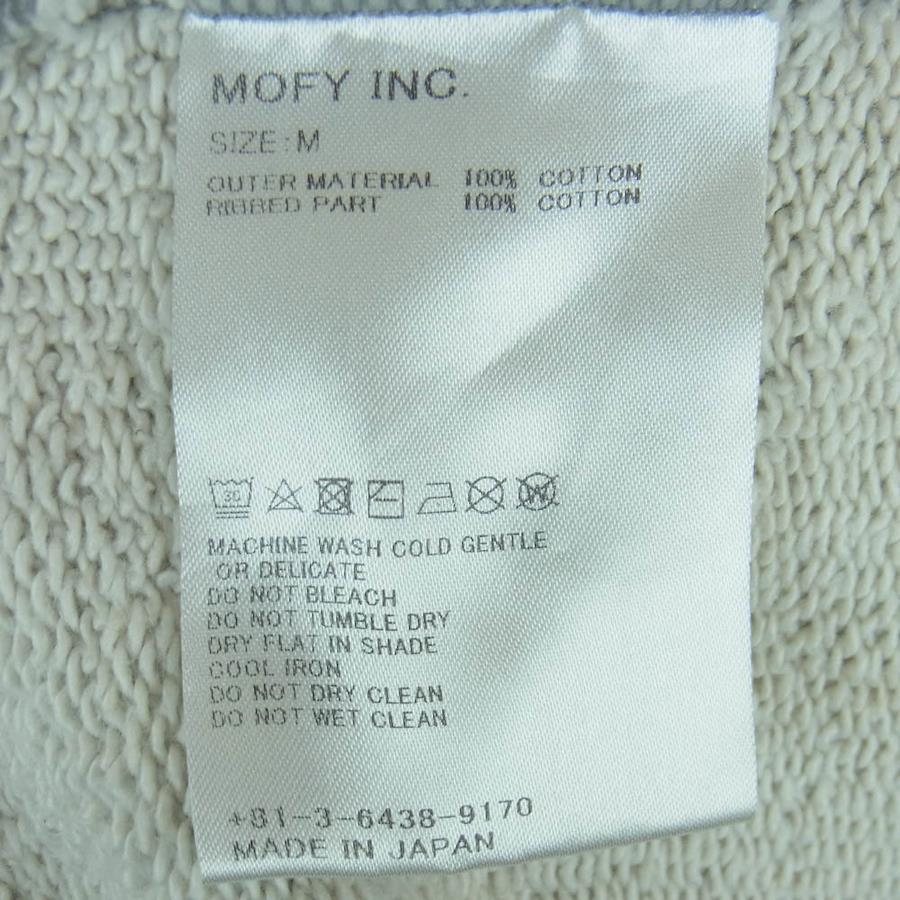 MOFY INC.
SIZE:M
OUTER MATERIAL 100% COTTON
RIBBED PART 100% COTTON
30
W
MACHINE WASH COLD GENTLE
OR DELICATE
DO NOT BLEACH
DO NOT TUMBLE DRY
DRY FLAT IN SHADE
COOL IRON
DO NOT DRY CLEAN
DO NOT WET CLEAN
+81-3-6438-9170
MADE IN JAPAN